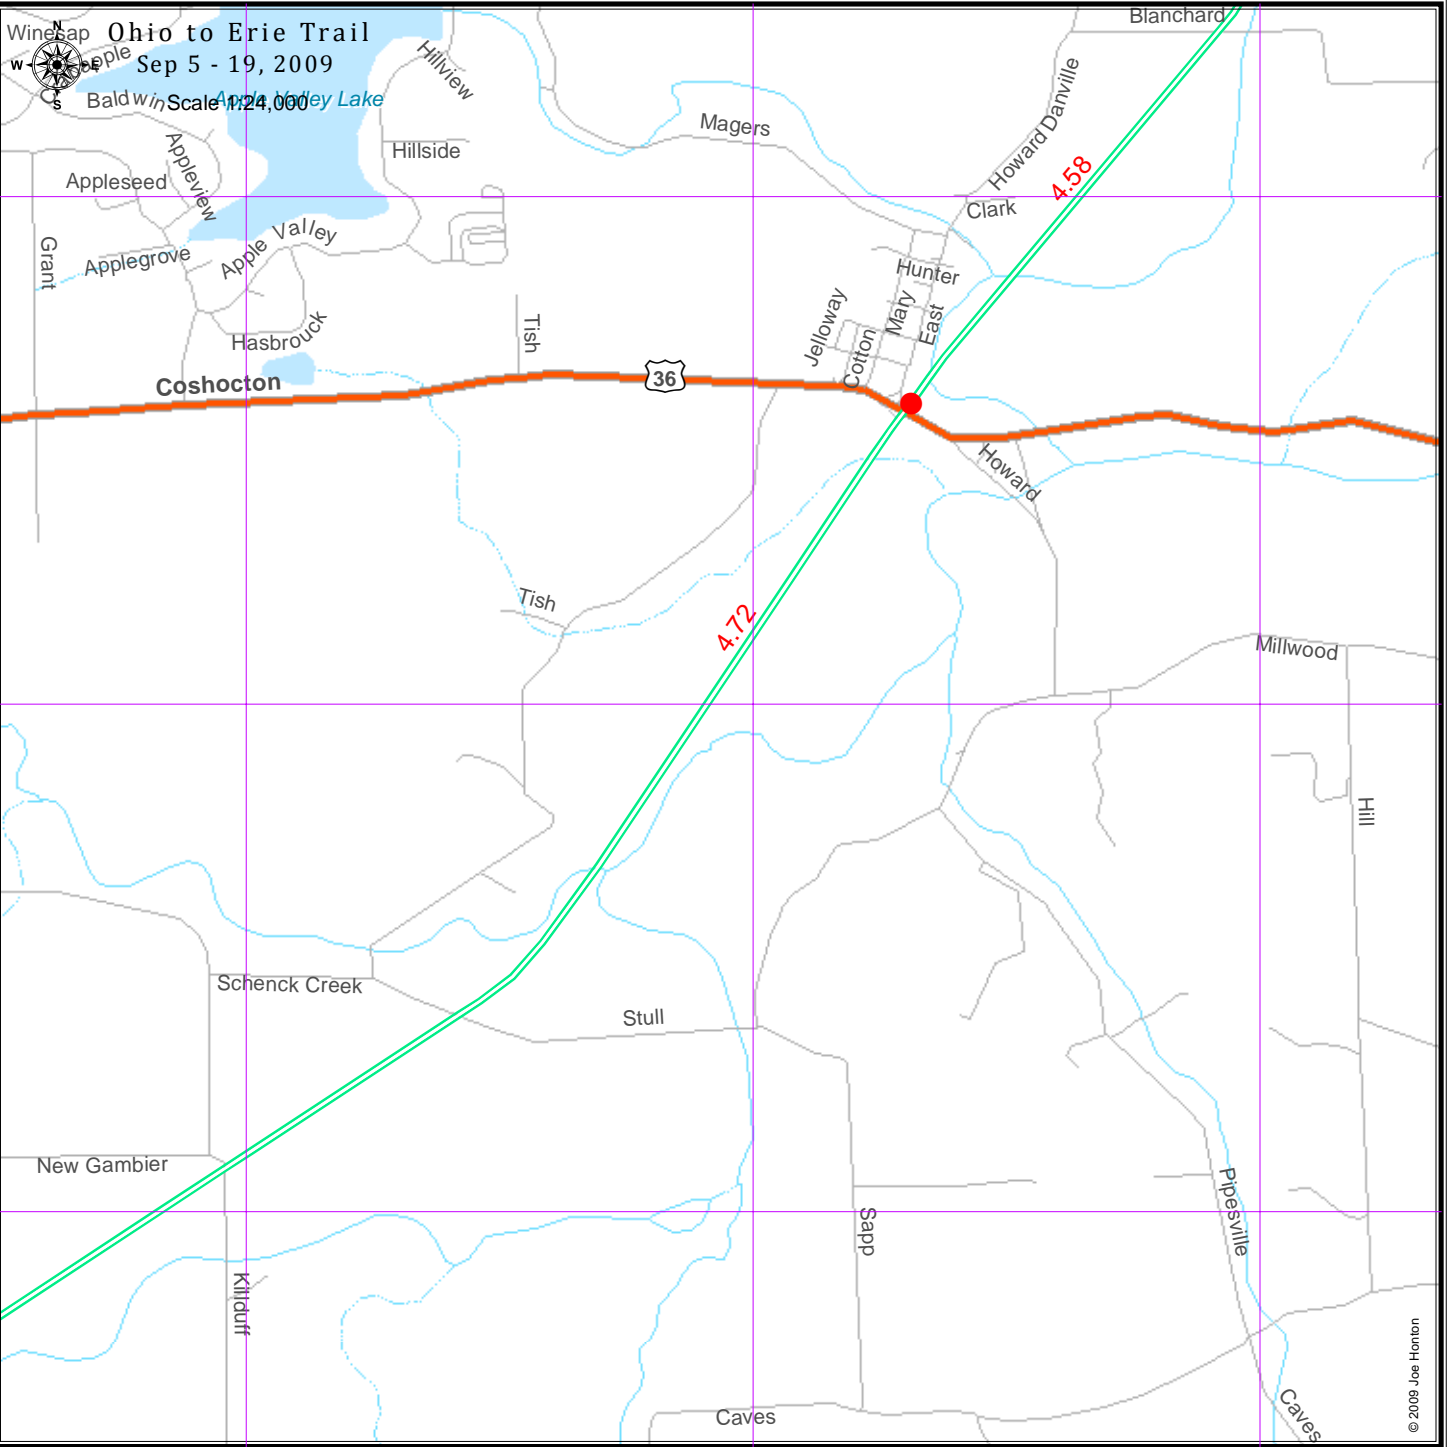 Winesap
Ohio to Erie Trail
Sep 5 - 19, 2009
Scale 1:24,000
N
W
E
S
Crabapple
Baldwin
Apple Valley Lake
Hillview
Blanchard
Magers
Howard Danville
Hillside
Appleview
Appleseed
4.58
Clark
Grant
Applegrove
Apple Valley
Hunter
Hasbrouck
Tish
Jelloway
Cotton
Mary
East
Coshocton
36
Howard
Tish
4.72
Millwood
Hill
Schenck Creek
Stull
New Gambier
Killduff
Sapp
Pipesville
Caves
Caves
© 2009 Joe Honton